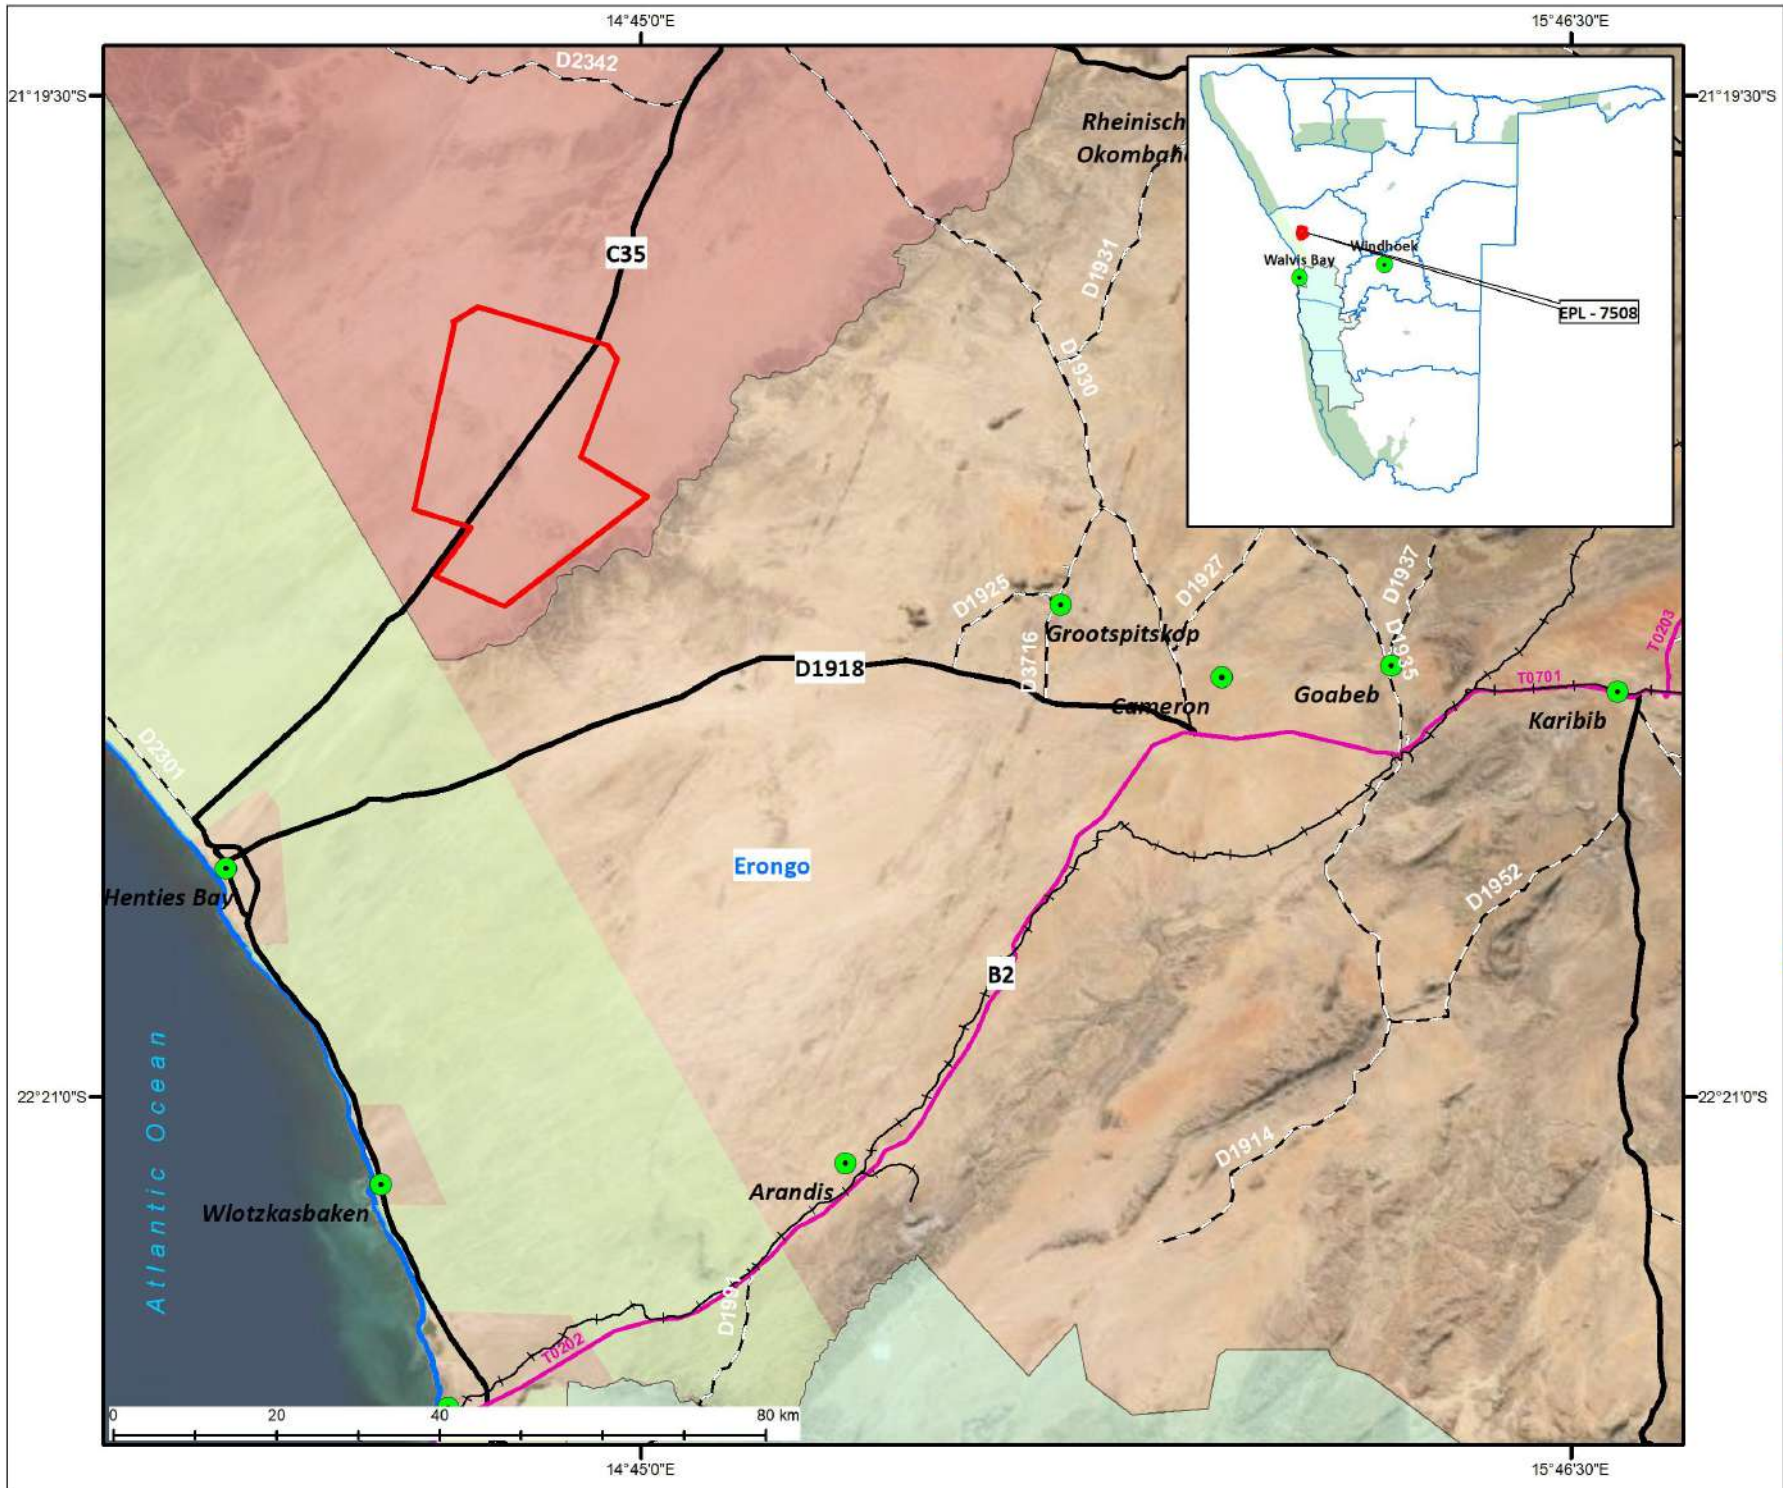 14°45'0"E
15°46'30"E
21°19'30"S
21°19'30"S
D2342
Rheinisch
C35
D1931
D1930
Windhoek
Walvis Bay
EPL - 7508
D1925
D1927
D1937
Grootspitskop
D3716
D1935
T0203
D1918
Cameron
Goabeb
T0701
Karibib
D2301
Erongo
Henties Bay
D1952
B2
22°21'0"S
22°21'0"S
Atlantic Ocean
D1914
Arandis
Wlotzkasbaken
T0202
0 20 40 80 km
14°45'0"E
15°46'30"E